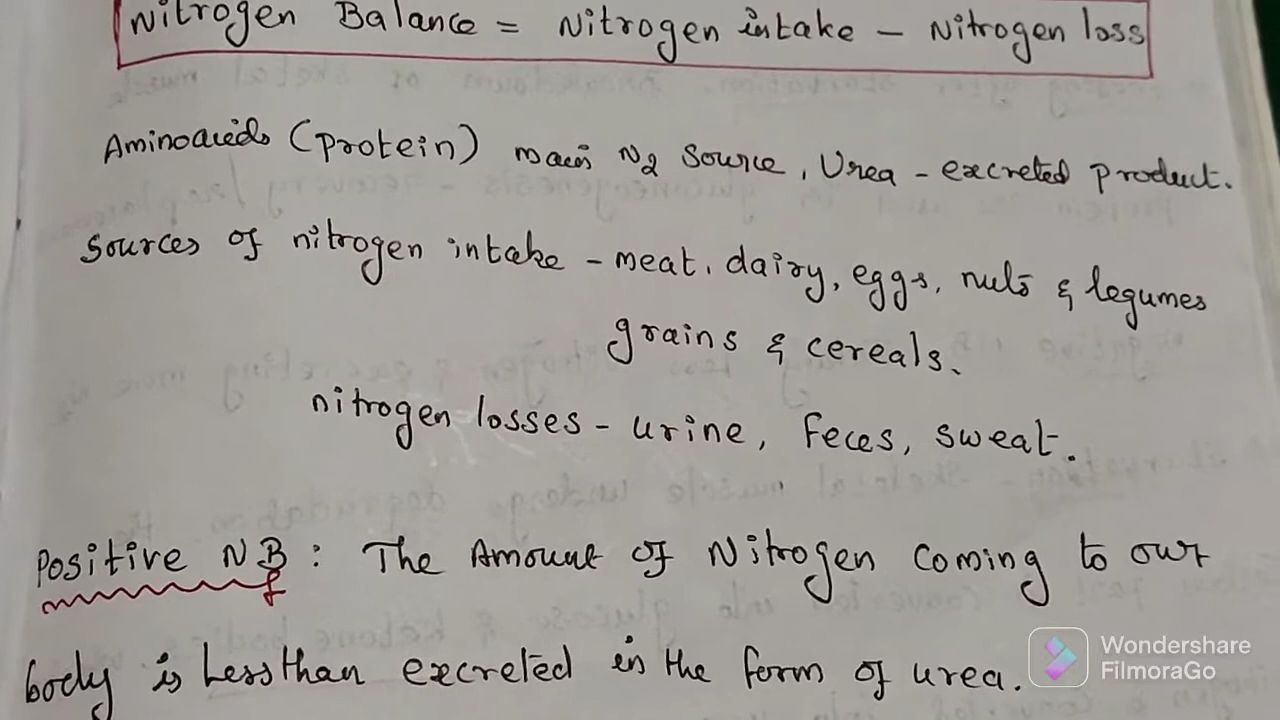 Nitrogen Balance = Nitrogen intake - Nitrogen loss
Aminoacids (Protein) main N2 Source, Urea - excreted product.
Sources of nitrogen intake - meat, dairy, eggs, nuts & legumes
grains & cereals.
nitrogen losses - urine, Feces, sweat.
Positive NB : The Amount of Nitrogen Coming to our
body is Lessthan excreted in the form of urea.
Wondershare
FilmoraGo